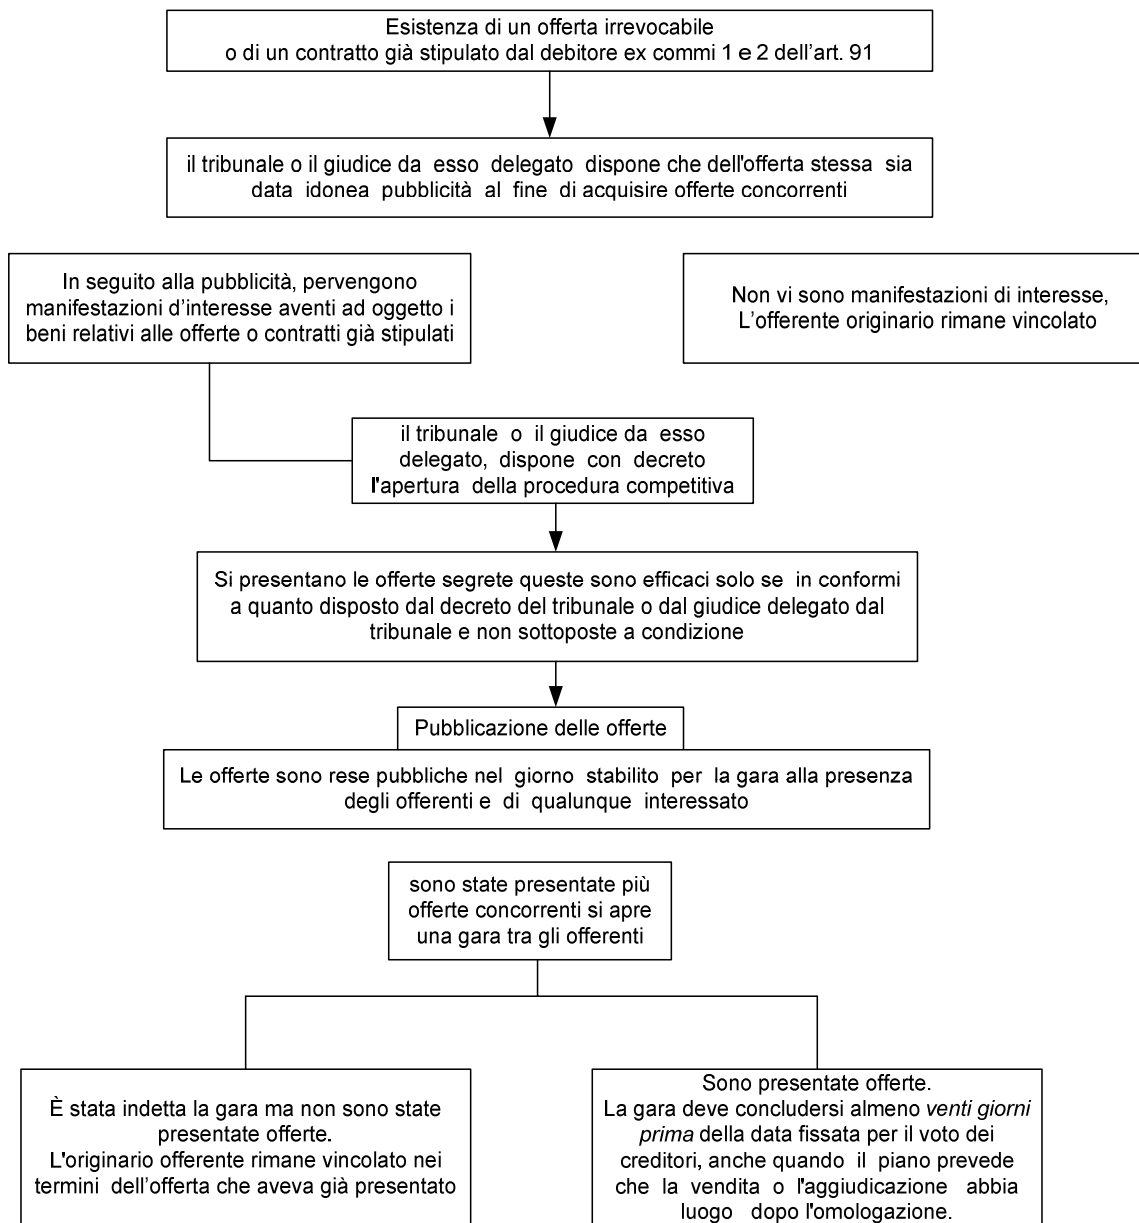 Esistenza di un offerta irrevocabile
o di un contratto già stipulato dal debitore ex commi 1 e 2 dell'art. 91
il tribunale o il giudice da esso delegato dispone che dell'offerta stessa sia
data idonea pubblicità al fine di acquisire offerte concorrenti
In seguito alla pubblicità, pervengono
manifestazioni d'interesse aventi ad oggetto i
beni relativi alle offerte o contratti già stipulati
Non vi sono manifestazioni di interesse,
L'offerente originario rimane vincolato
il tribunale o il giudice da esso
delegato, dispone con decreto
l'apertura della procedura competitiva
Si presentano le offerte segrete queste sono efficaci solo se in conformi
a quanto disposto dal decreto del tribunale o dal giudice delegato dal
tribunale e non sottoposte a condizione
Pubblicazione delle offerte
Le offerte sono rese pubbliche nel giorno stabilito per la gara alla presenza
degli offerenti e di qualunque interessato
sono state presentate più
offerte concorrenti si apre
una gara tra gli offerenti
È stata indetta la gara ma non sono state
presentate offerte.
L'originario offerente rimane vincolato nei
termini dell'offerta che aveva già presentato
Sono presentate offerte.
La gara deve concludersi almeno venti giorni
prima della data fissata per il voto dei
creditori, anche quando il piano prevede
che la vendita o l'aggiudicazione abbia
luogo dopo l'omologazione.